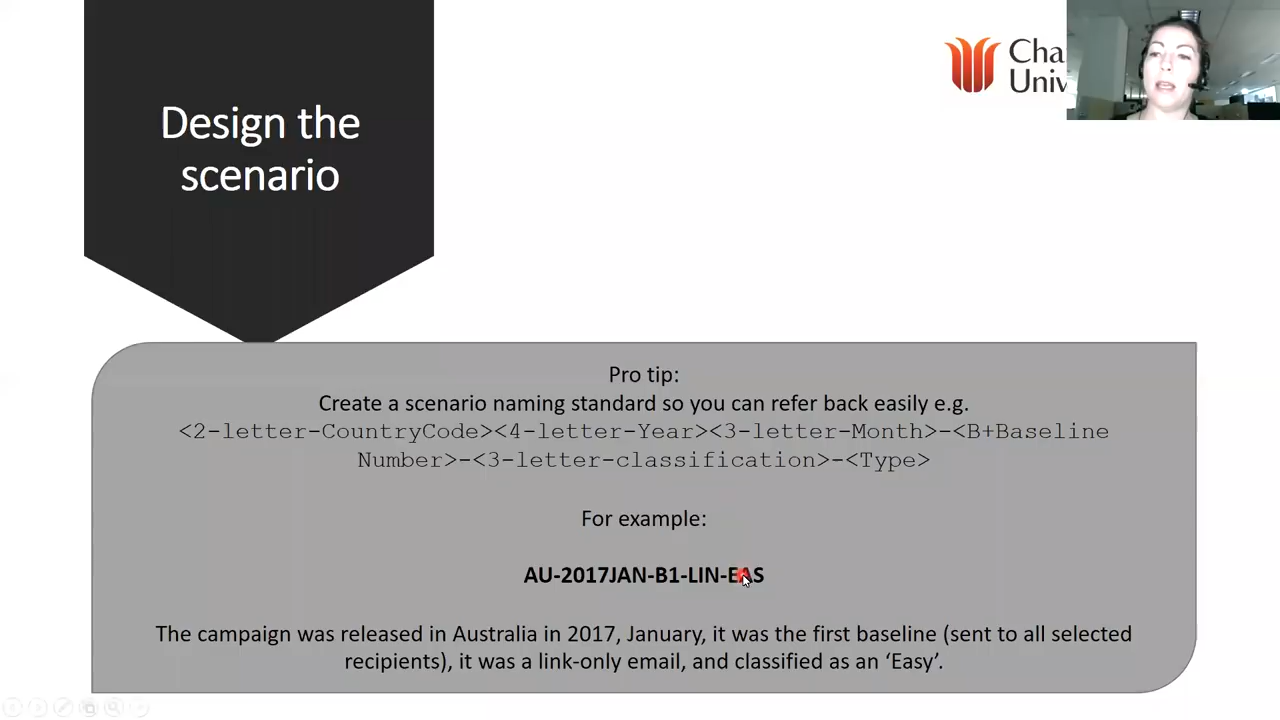 Design the
scenario
Cha
Univ
Pro tip:
Create a scenario naming standard so you can refer back easily e.g.
<2-letter-CountryCode><4-letter-Year><3-letter-Month>-<B+Baseline
Number>-<3-letter-classification>-<Type>
For example:
AU-2017JAN-B1-LIN-EAS
The campaign was released in Australia in 2017, January, it was the first baseline (sent to all selected
recipients), it was a link-only email, and classified as an ‘Easy’.